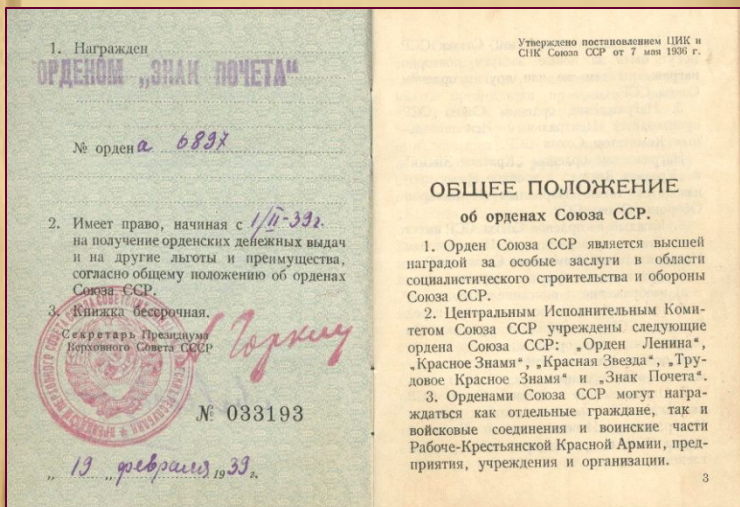 1. Награжден
ОРДЕНОМ „ЗНАК ПОЧЕТА"
№ ордена 6897
2. Имеет право, начиная с 1/II-39г.
на получение орденских денежных выдач
и на другие льготы и преимущества,
согласно общему положению об орденах
Союза ССР.
3. Книжка бессрочная.
Секретарь Президиума
Верховного Совета СССР
Горкин
№ 033193
„ 19 „ февраля 1939 г.
Утверждено постановлением ЦИК и
СНК Союза ССР от 7 мая 1936 г.
ОБЩЕЕ ПОЛОЖЕНИЕ
об орденах Союза ССР.
1. Орден Союза ССР является высшей
наградой за особые заслуги в области
социалистического строительства и обороны
Союза ССР.
2. Центральным Исполнительным Коми-
тетом Союза ССР учреждены следующие
ордена Союза ССР: „Орден Ленина",
„Красное Знамя", „Красная Звезда", „Тру-
довое Красное Знамя" и „Знак Почета".
3. Орденами Союза ССР могут награ-
ждаться как отдельные граждане, так и
войсковые соединения и воинские части
Рабоче-Крестьянской Красной Армии, пред-
приятия, учреждения и организации.
3